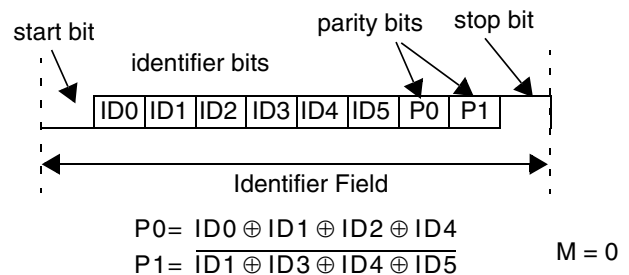 start bit
identifier bits
parity bits
stop bit
ID0 ID1 ID2 ID3 ID4 ID5 P0 P1
Identifier Field
P0= ID0 ⊕ ID1 ⊕ ID2 ⊕ ID4
P1= \overline{ID1 ⊕ ID3 ⊕ ID4 ⊕ ID5}
M = 0